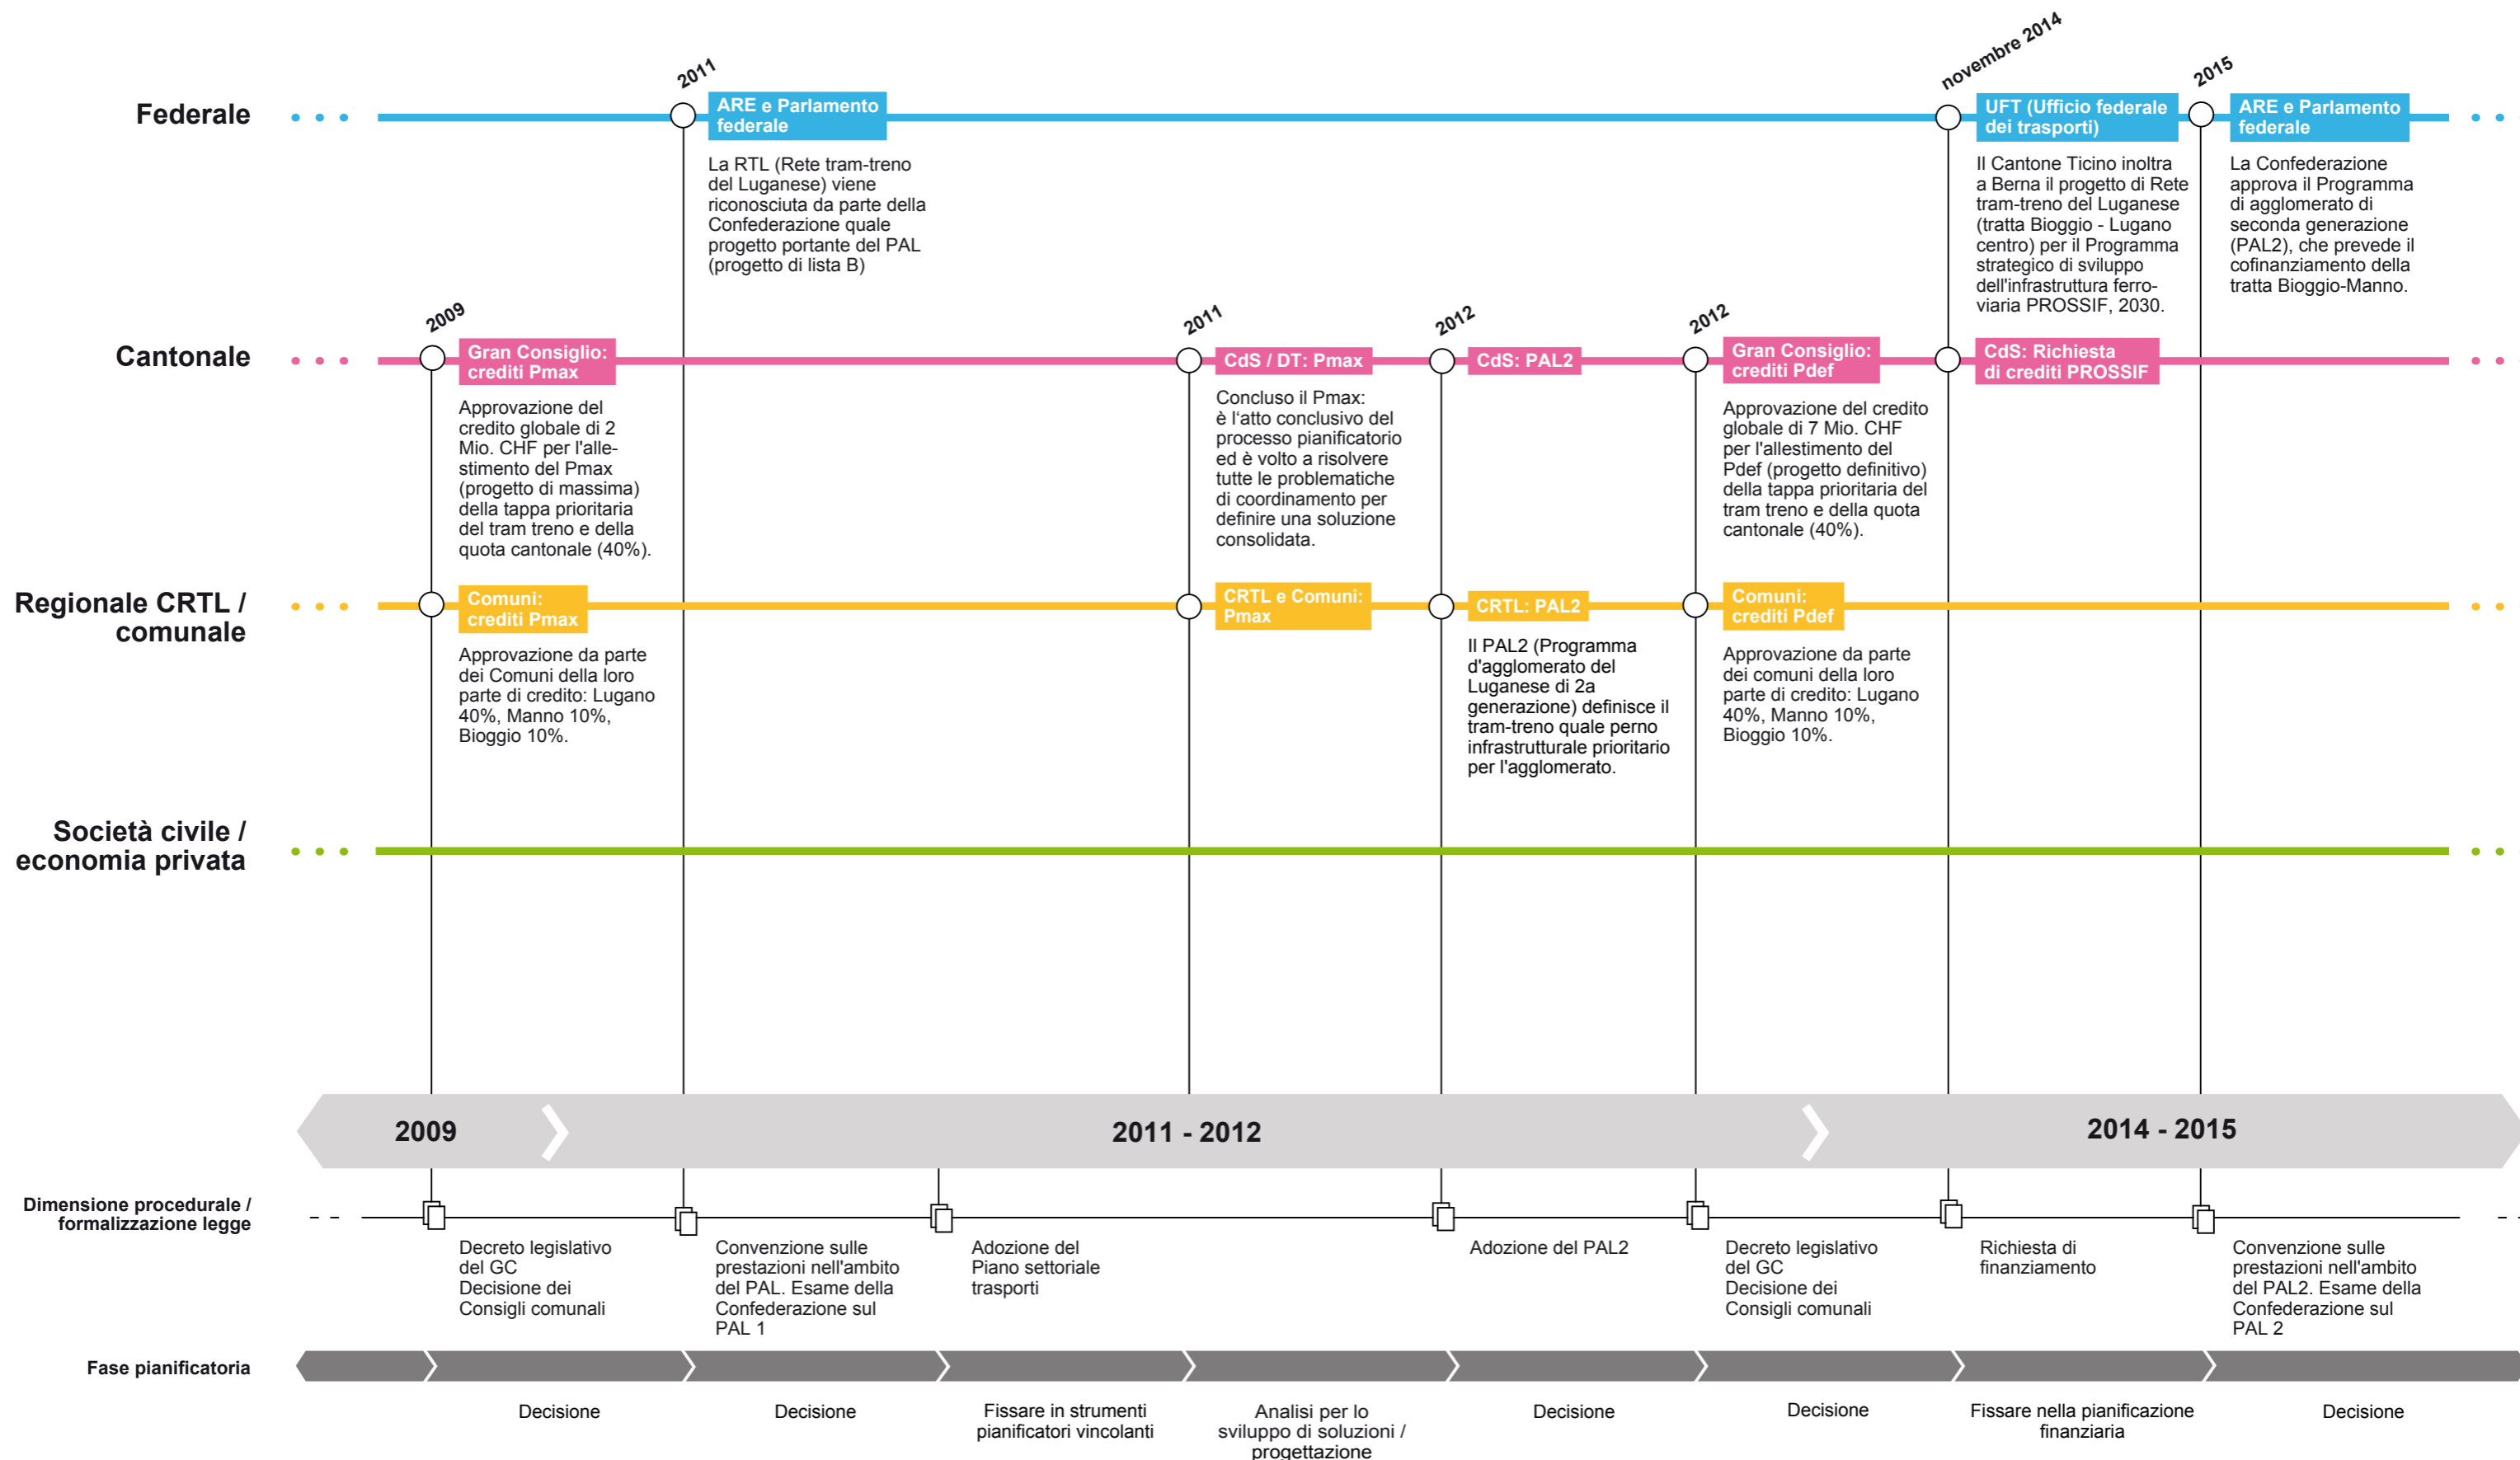 Federale
2011
ARE e Parlamento
federale
La RTL (Rete tram-treno
del Luganese) viene
riconosciuta da parte della
Confederazione quale
progetto portante del PAL
(progetto di lista B)
novembre 2014
UFT (Ufficio federale
dei trasporti)
Il Cantone Ticino inoltra
a Berna il progetto di Rete
tram-treno del Luganese
(tratta Bioggio - Lugano
centro) per il Programma
strategico di sviluppo
dell'infrastruttura ferro-
viaria PROSSIF, 2030.
2015
ARE e Parlamento
federale
La Confederazione
approva il Programma
di agglomerato di
seconda generazione
(PAL2), che prevede il
cofinanziamento della
tratta Bioggio-Manno.
Cantonale
2009
Gran Consiglio:
crediti Pmax
Approvazione del
credito globale di 2
Mio. CHF per l'alle-
stimento del Pmax
(progetto di massima)
della tappa prioritaria
del tram treno e della
quota cantonale (40%).
2011
CdS / DT: Pmax
Concluso il Pmax:
è l‘atto conclusivo del
processo pianificatorio
ed è volto a risolvere
tutte le problematiche
di coordinamento per
definire una soluzione
consolidata.
2012
CdS: PAL2
2012
Gran Consiglio:
crediti Pdef
Approvazione del credito
globale di 7 Mio. CHF
per l'allestimento del
Pdef (progetto definitivo)
della tappa prioritaria del
tram treno e della quota
cantonale (40%).
CdS: Richiesta
di crediti PROSSIF
Regionale CRTL /
comunale
Comuni:
crediti Pmax
Approvazione da parte
dei Comuni della loro
parte di credito: Lugano
40%, Manno 10%,
Bioggio 10%.
CRTL e Comuni:
Pmax
CRTL: PAL2
Il PAL2 (Programma
d'agglomerato del
Luganese di 2a
generazione) definisce il
tram-treno quale perno
infrastrutturale prioritario
per l'agglomerato.
Comuni:
crediti Pdef
Approvazione da parte
dei comuni della loro
parte di credito: Lugano
40%, Manno 10%,
Bioggio 10%.
Società civile /
economia privata
2009
2011 - 2012
2014 - 2015
Dimensione procedurale /
formalizzazione legge
Decreto legislativo
del GC
Decisione dei
Consigli comunali
Convenzione sulle
prestazioni nell'ambito
del PAL. Esame della
Confederazione sul
PAL 1
Adozione del
Piano settoriale
trasporti
Adozione del PAL2
Decreto legislativo
del GC
Decisione dei
Consigli comunali
Richiesta di
finanziamento
Convenzione sulle
prestazioni nell'ambito
del PAL2. Esame della
Confederazione sul
PAL 2
Fase pianificatoria
Decisione
Decisione
Fissare in strumenti
pianificatori vincolanti
Analisi per lo
sviluppo di soluzioni /
progettazione
Decisione
Decisione
Fissare nella pianificazione
finanziaria
Decisione